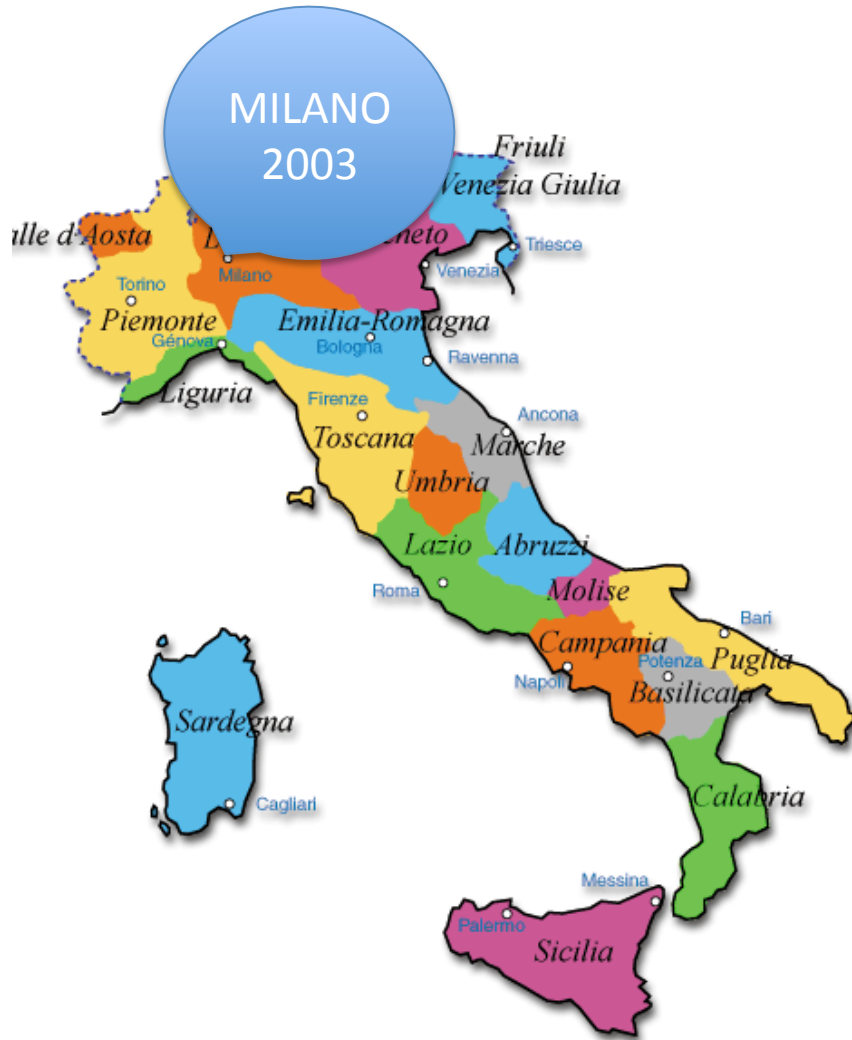 MILANO
2003
Friuli
Venezia Giulia
alle d'Aosta
neto
Triesce
Milano
Venezia
Torino
Piemonte
Emilia-Romagna
Génova
Bologna
Ravenna
Liguria
Firenze
Toscana
Ancona
Marche
Umbria
Lazio
Abruzzi
Roma
Molise
Bari
Campania
Potenza
Puglia
Napoli
Basilicata
Sardegna
Calabria
Cagliari
Messina
Palermo
Sicilia